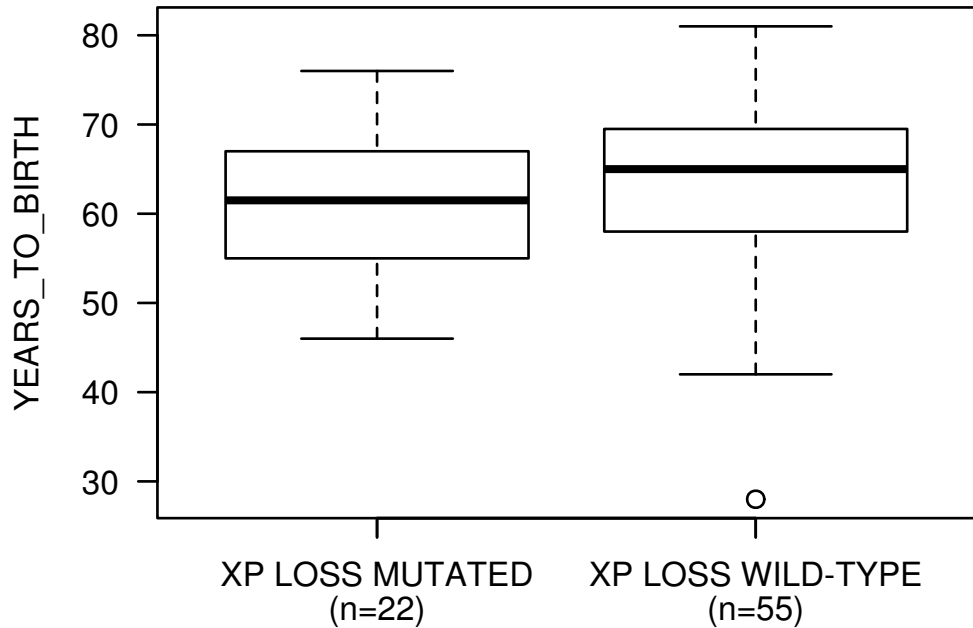 YEARS_TO_BIRTH
80
70
60
50
40
30
XP LOSS MUTATED
(n=22)
XP LOSS WILD-TYPE
(n=55)